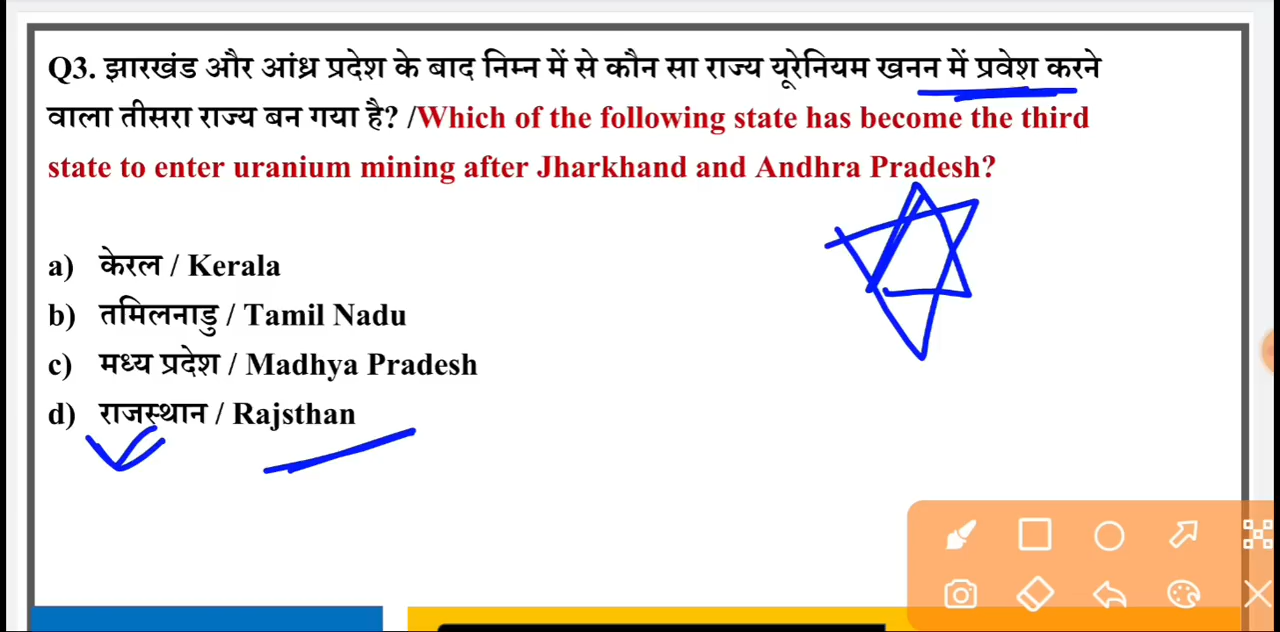 Q3. झारखंड और आंध्र प्रदेश के बाद निम्न में से कौन सा राज्य यूरेनियम खनन में प्रवेश करने
वाला तीसरा राज्य बन गया है? /Which of the following state has become the third
state to enter uranium mining after Jharkhand and Andhra Pradesh?
a) केरल / Kerala
b) तमिलनाडु / Tamil Nadu
c) मध्य प्रदेश / Madhya Pradesh
d) राजस्थान / Rajsthan